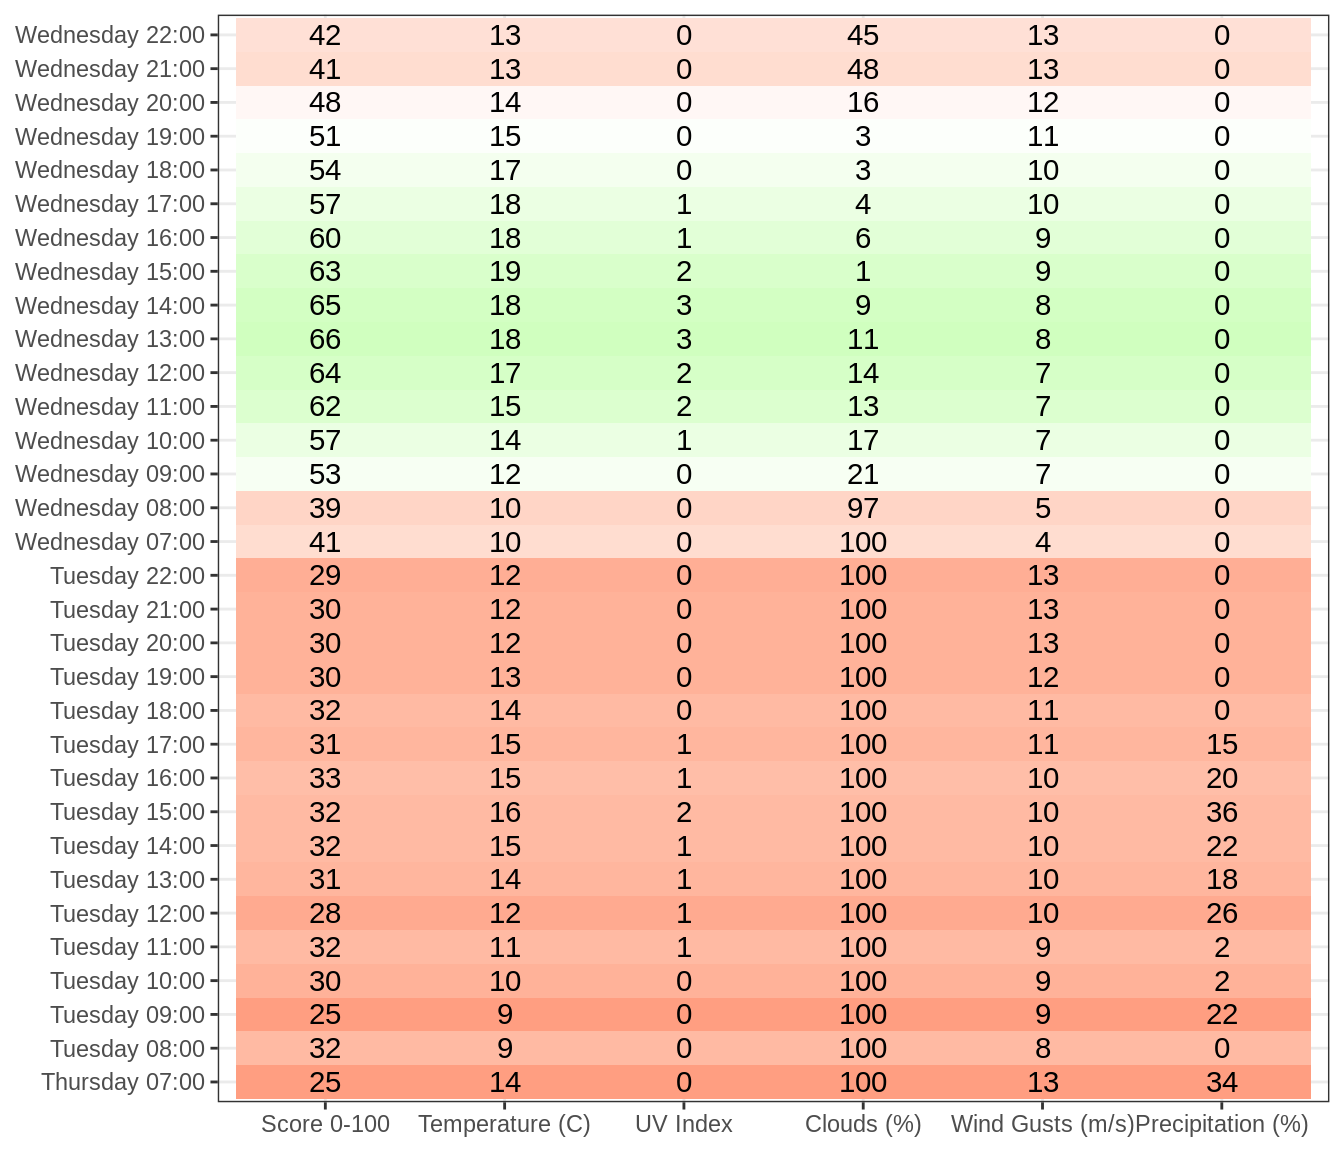 Wednesday 22:00 42 13 0 45 13 0
Wednesday 21:00 41 13 0 48 13 0
Wednesday 20:00 48 14 0 16 12 0
Wednesday 19:00 51 15 0 3 11 0
Wednesday 18:00 54 17 0 3 10 0
Wednesday 17:00 57 18 1 4 10 0
Wednesday 16:00 60 18 1 6 9 0
Wednesday 15:00 63 19 2 1 9 0
Wednesday 14:00 65 18 3 9 8 0
Wednesday 13:00 66 18 3 11 8 0
Wednesday 12:00 64 17 2 14 7 0
Wednesday 11:00 62 15 2 13 7 0
Wednesday 10:00 57 14 1 17 7 0
Wednesday 09:00 53 12 0 21 7 0
Wednesday 08:00 39 10 0 97 5 0
Wednesday 07:00 41 10 0 100 4 0
Tuesday 22:00 29 12 0 100 13 0
Tuesday 21:00 30 12 0 100 13 0
Tuesday 20:00 30 12 0 100 13 0
Tuesday 19:00 30 13 0 100 12 0
Tuesday 18:00 32 14 0 100 11 0
Tuesday 17:00 31 15 1 100 11 15
Tuesday 16:00 33 15 1 100 10 20
Tuesday 15:00 32 16 2 100 10 36
Tuesday 14:00 32 15 1 100 10 22
Tuesday 13:00 31 14 1 100 10 18
Tuesday 12:00 28 12 1 100 10 26
Tuesday 11:00 32 11 1 100 9 2
Tuesday 10:00 30 10 0 100 9 2
Tuesday 09:00 25 9 0 100 9 22
Tuesday 08:00 32 9 0 100 8 0
Thursday 07:00 25 14 0 100 13 34
Score 0-100 Temperature (C) UV Index Clouds (%) Wind Gusts (m/s) Precipitation (%)